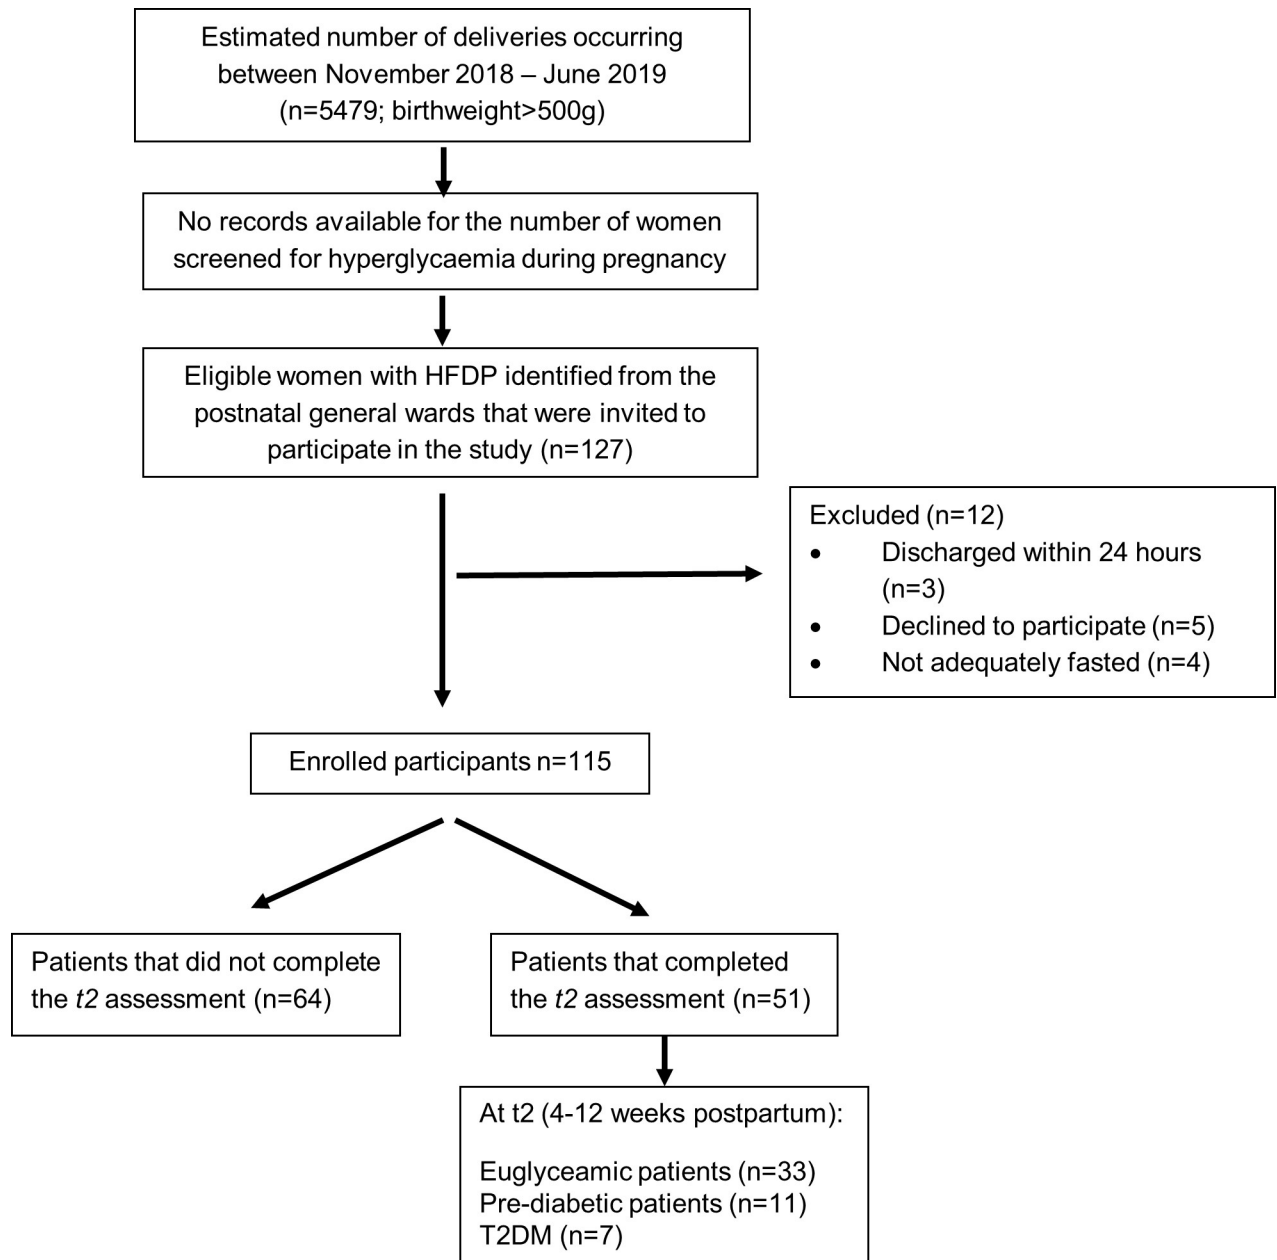 Estimated number of deliveries occurring
between November 2018 – June 2019
(n=5479; birthweight>500g)
No records available for the number of women
screened for hyperglycaemia during pregnancy
Eligible women with HFDP identified from the
postnatal general wards that were invited to
participate in the study (n=127)
Excluded (n=12)
• Discharged within 24 hours
(n=3)
• Declined to participate (n=5)
• Not adequately fasted (n=4)
Enrolled participants n=115
Patients that did not complete
the t2 assessment (n=64)
Patients that completed
the t2 assessment (n=51)
At t2 (4-12 weeks postpartum):
Euglyceamic patients (n=33)
Pre-diabetic patients (n=11)
T2DM (n=7)